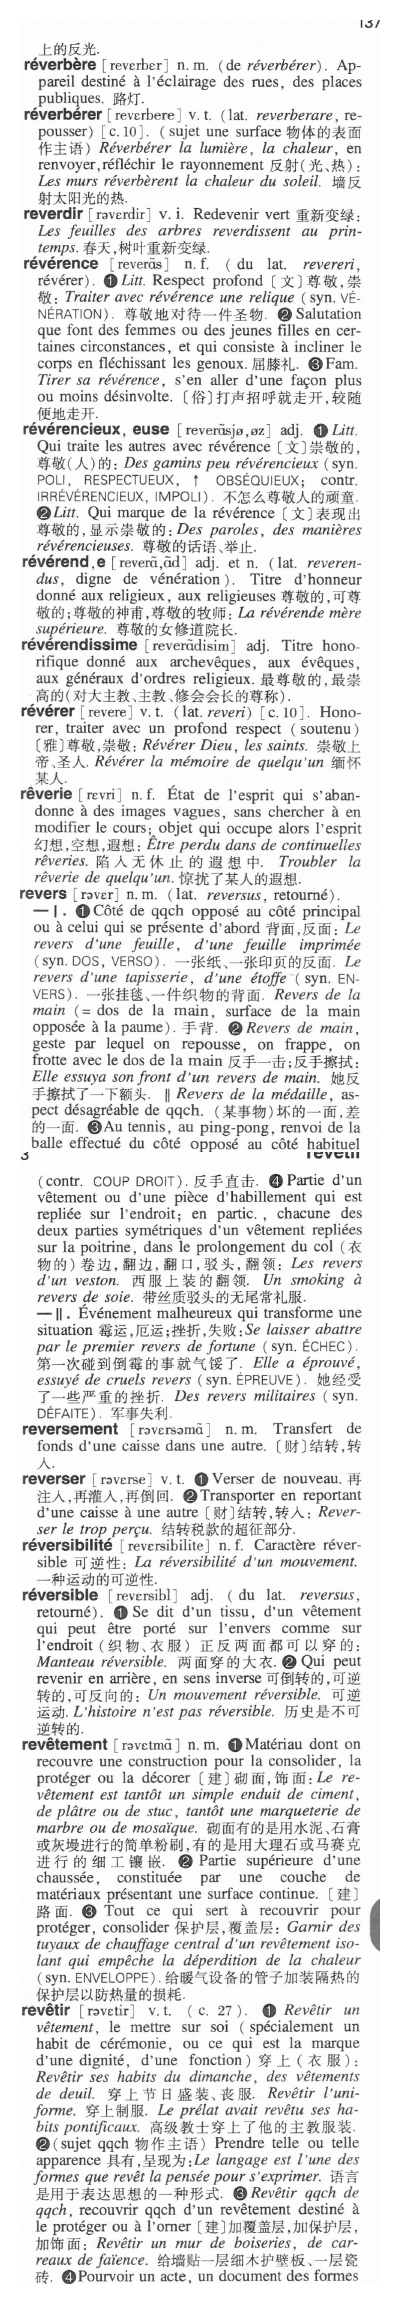 137
上的反光.
réverbère [reverbɛr] n. m. (de réverbérer). Ap-
pareil destiné à l'éclairage des rues, des places
publiques. 路灯.
réverbérer [reverbere] v. t. (lat. reverberare, re-
pousser) [c. 10]. (sujet une surface 物体的表面
作主语) Réverbérer la lumière, la chaleur, en
renvoyer, réfléchir le rayonnement 反射(光、热):
Les murs réverbèrent la chaleur du soleil. 墙反
射太阳光的热.
reverdir [rəvɛrdir] v. i. Redevenir vert 重新变绿:
Les feuilles des arbres reverdissent au prin-
temps. 春天,树叶重新变绿.
révérence [reverɑ̃s] n. f. (du lat. revereri,
révérer). ❶ Litt. Respect profond 〔文〕尊敬,崇
敬: Traiter avec révérence une relique (syn. VÉ-
NÉRATION). 尊敬地对待一件圣物. ❷ Salutation
que font des femmes ou des jeunes filles en cer-
taines circonstances, et qui consiste à incliner le
corps en fléchissant les genoux. 屈膝礼. ❸ Fam.
Tirer sa révérence, s'en aller d'une façon plus
ou moins désinvolte. 〔俗〕打声招呼就走开,较随
便地走开.
révérencieux, euse [reverɑ̃sjø, øz] adj. ❶ Litt.
Qui traite les autres avec révérence 〔文〕崇敬的,
尊敬(人)的: Des gamins peu révérencieux (syn.
POLI, RESPECTUEUX, ↑ OBSÉQUIEUX; contr.
IRRÉVÉRENCIEUX, IMPOLI). 不怎么尊敬人的顽童.
❷ Litt. Qui marque de la révérence 〔文〕表现出
尊敬的,显示崇敬的: Des paroles, des manières
révérencieuses. 尊敬的话语、举止.
révérend, e [reverɑ̃, ɑ̃d] adj. et n. (lat. reveren-
dus, digne de vénération). Titre d'honneur
donné aux religieux, aux religieuses 尊敬的,可尊
敬的;尊敬的神甫,尊敬的牧师: La révérende mère
supérieure. 尊敬的女修道院长.
révérendissime [reverɑ̃disim] adj. Titre hono-
rifique donné aux archevêques, aux évêques,
aux généraux d'ordres religieux. 最尊敬的,最崇
高的(对大主教、主教、修会会长的尊称).
révérer [revere] v. t. (lat. reveri) [c. 10]. Hono-
rer, traiter avec un profond respect (soutenu)
〔雅〕尊敬,崇敬: Révérer Dieu, les saints. 崇敬上
帝、圣人. Révérer la mémoire de quelqu'un 缅怀
某人.
rêverie [rɛvri] n. f. État de l'esprit qui s'aban-
donne à des images vagues, sans chercher à en
modifier le cours; objet qui occupe alors l'esprit
幻想,空想,遐想: Être perdu dans de continuelles
rêveries. 陷入无休止的遐想中. Troubler la
rêverie de quelqu'un. 惊扰了某人的遐想.
revers [rəvɛr] n. m. (lat. reversus, retourné).
— I. ❶ Côté de qqch opposé au côté principal
ou à celui qui se présente d'abord 背面,反面: Le
revers d'une feuille, d'une feuille imprimée
(syn. DOS, VERSO). 一张纸、一张印页的反面. Le
revers d'une tapisserie, d'une étoffe (syn. EN-
VERS). 一张挂毯、一件织物的背面. Revers de la
main (= dos de la main, surface de la main
opposée à la paume). 手背. ❷ Revers de main,
geste par lequel on repousse, on frappe, on
frotte avec le dos de la main 反手一击;反手擦拭:
Elle essuya son front d'un revers de main. 她反
手擦拭了一下额头. ‖ Revers de la médaille, as-
pect désagréable de qqch. (某事物)坏的一面,差
的一面. ❸ Au tennis, au ping-pong, renvoi de la
balle effectué du côté opposé au côté habituel
3 revêtir
(contr. COUP DROIT). 反手直击. ❹ Partie d'un
vêtement ou d'une pièce d'habillement qui est
repliée sur l'endroit; en partic., chacune des
deux parties symétriques d'un vêtement repliées
sur la poitrine, dans le prolongement du col (衣
物的)卷边,翻边,翻口,驳头,翻领: Les revers
d'un veston. 西服上装的翻领. Un smoking à
revers de soie. 带丝质驳头的无尾常礼服.
— II. Événement malheureux qui transforme une
situation 霉运,厄运;挫折,失败: Se laisser abattre
par le premier revers de fortune (syn. ÉCHEC).
第一次碰到倒霉的事就气馁了. Elle a éprouvé,
essuyé de cruels revers (syn. ÉPREUVE). 她经受
了一些严重的挫折. Des revers militaires (syn.
DÉFAITE). 军事失利.
reversement [rəvɛrsəmɑ̃] n. m. Transfert de
fonds d'une caisse dans une autre. 〔财〕结转,转
入.
reverser [rəvɛrse] v. t. ❶ Verser de nouveau. 再
注入,再灌入,再倒回. ❷ Transporter en reportant
d'une caisse à une autre 〔财〕结转,转入: Rever-
ser le trop perçu. 结转税款的超征部分.
réversibilité [revɛrsibilite] n. f. Caractère réver-
sible 可逆性: La réversibilité d'un mouvement.
一种运动的可逆性.
réversible [revɛrsibl] adj. (du lat. reversus,
retourné). ❶ Se dit d'un tissu, d'un vêtement
qui peut être porté sur l'envers comme sur
l'endroit (织物、衣服)正反两面都可以穿的:
Manteau réversible. 两面穿的大衣. ❷ Qui peut
revenir en arrière, en sens inverse 可倒转的,可逆
转的,可反向的: Un mouvement réversible. 可逆
运动. L'histoire n'est pas réversible. 历史是不可
逆转的.
revêtement [rəvɛtmɑ̃] n. m. ❶ Matériau dont on
recouvre une construction pour la consolider, la
protéger ou la décorer 〔建〕砌面,饰面: Le re-
vêtement est tantôt un simple enduit de ciment,
de plâtre ou de stuc, tantôt une marqueterie de
marbre ou de mosaïque. 砌面有的是用水泥、石膏
或灰墁进行的简单粉刷,有的是用大理石或马赛克
进行的细工镶嵌. ❷ Partie supérieure d'une
chaussée, constituée par une couche de
matériaux présentant une surface continue. 〔建〕
路面. ❸ Tout ce qui sert à recouvrir pour
protéger, consolider 保护层,覆盖层: Garnir des
tuyaux de chauffage central d'un revêtement iso-
lant qui empêche la déperdition de la chaleur
(syn. ENVELOPPE). 给暖气设备的管子加装隔热的
保护层以防热量的损耗.
revêtir [rəvɛtir] v. t. (c. 27). ❶ Revêtir un
vêtement, le mettre sur soi (spécialement un
habit de cérémonie, ou ce qui est la marque
d'une dignité, d'une fonction) 穿上(衣服):
Revêtir ses habits du dimanche, des vêtements
de deuil. 穿上节日盛装、丧服. Revêtir l'uni-
forme. 穿上制服. Le prélat avait revêtu ses ha-
bits pontificaux. 高级教士穿上了他的主教服装.
❷ (sujet qqch 物作主语) Prendre telle ou telle
apparence 具有,呈现为: Le langage est l'une des
formes que revêt la pensée pour s'exprimer. 语言
是用于表达思想的一种形式. ❸ Revêtir qqch de
qqch, recouvrir qqch d'un revêtement destiné à
le protéger ou à l'orner 〔建〕加覆盖层,加保护层,
加饰面: Revêtir un mur de boiseries, de car-
reaux de faïence. 给墙贴一层细木护壁板、一层瓷
砖. ❹ Pourvoir un acte, un document des formes